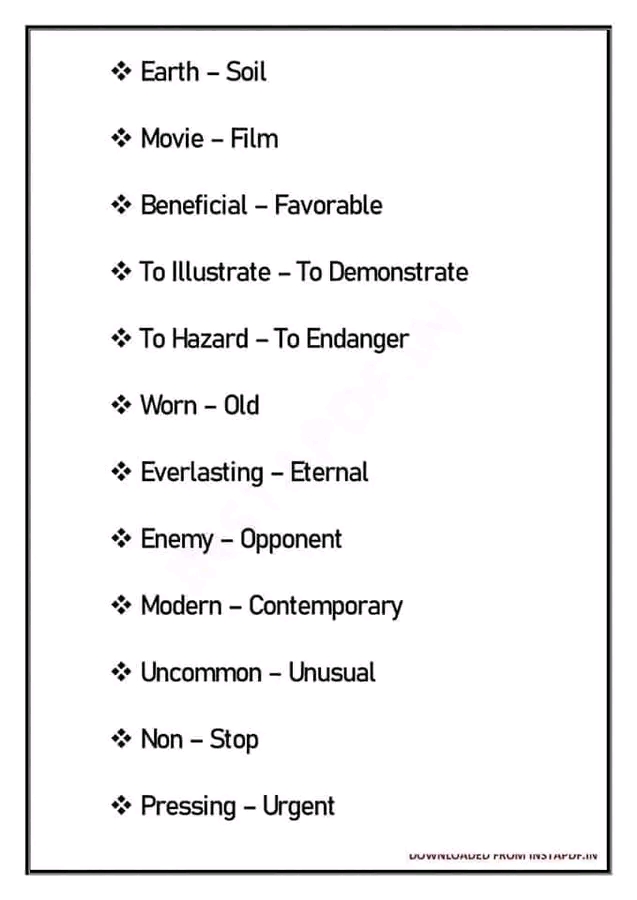 ❖ Earth – Soil
❖ Movie – Film
❖ Beneficial – Favorable
❖ To Illustrate – To Demonstrate
❖ To Hazard – To Endanger
❖ Worn – Old
❖ Everlasting – Eternal
❖ Enemy – Opponent
❖ Modern – Contemporary
❖ Uncommon – Unusual
❖ Non – Stop
❖ Pressing – Urgent
DOWNLOADED FROM INSTAPDF.IN